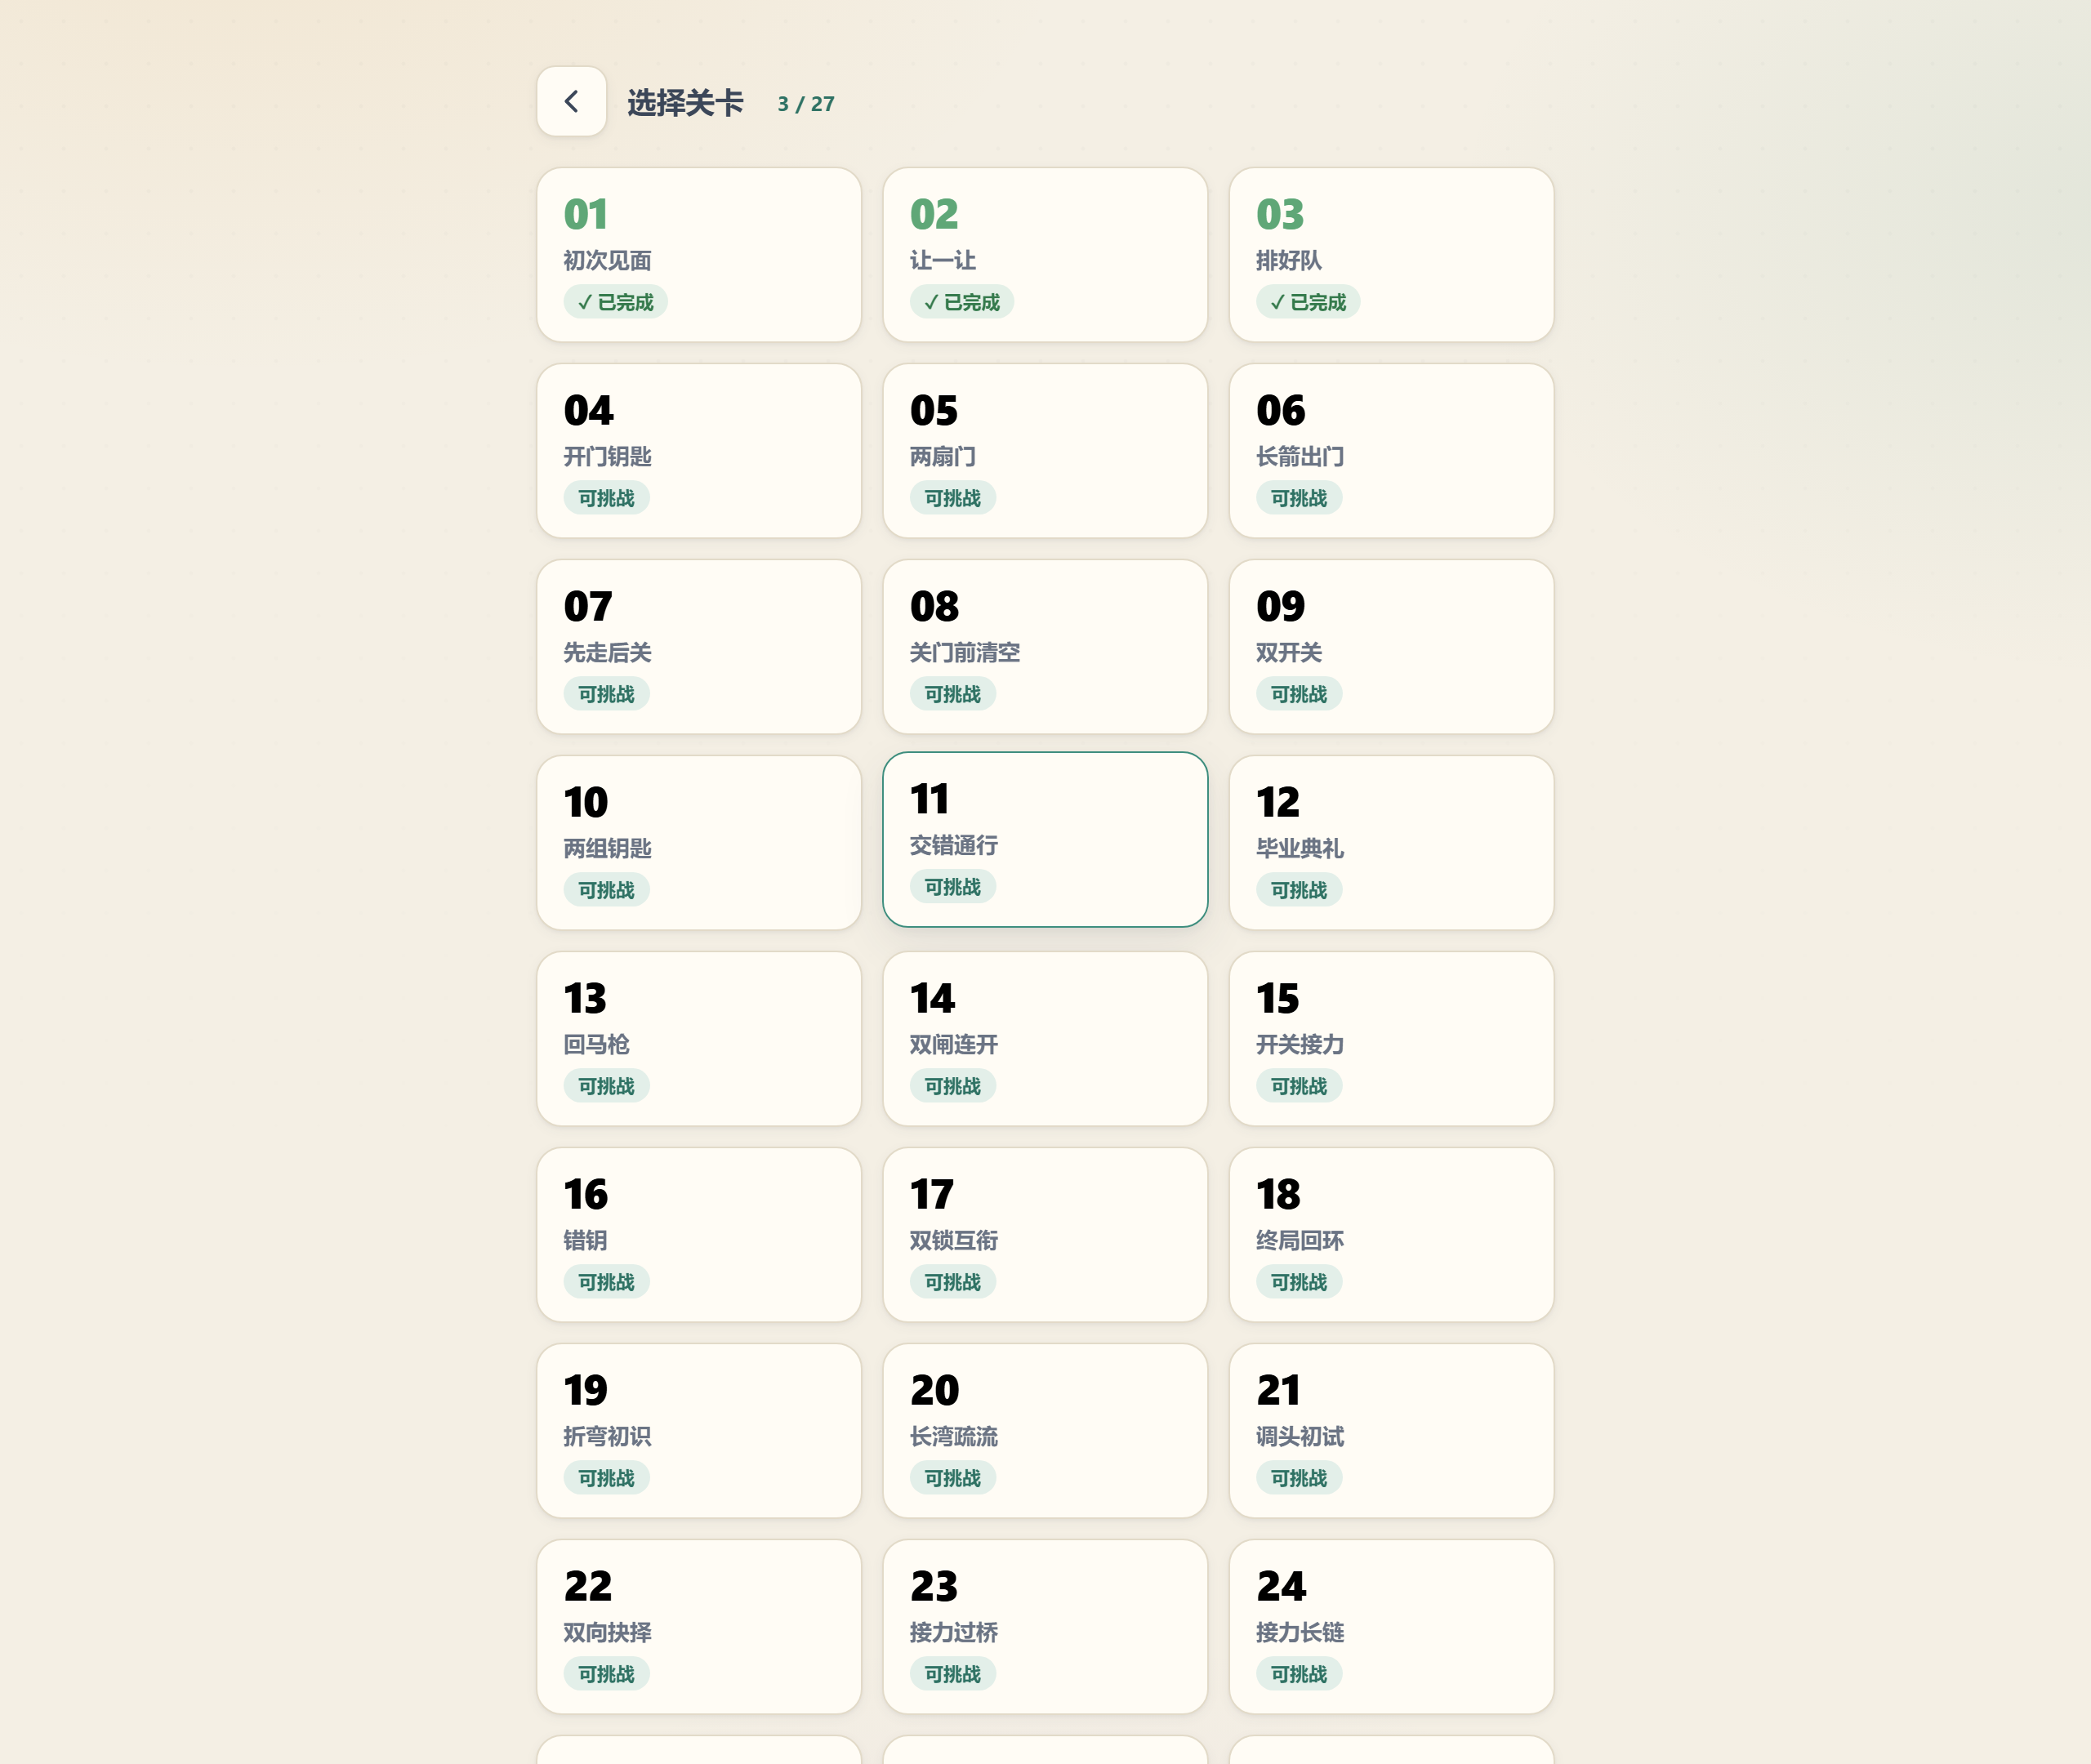 选择关卡 3 / 27
01 02 03
初次见面 让一让 排好队
✓ 已完成 ✓ 已完成 ✓ 已完成
04 05 06
开门钥匙 两扇门 长箭出门
可挑战 可挑战 可挑战
07 08 09
先走后关 关门前清空 双开关
可挑战 可挑战 可挑战
10 11 12
两组钥匙 交错通行 毕业典礼
可挑战 可挑战 可挑战
13 14 15
回马枪 双闸连开 开关接力
可挑战 可挑战 可挑战
16 17 18
错钥 双锁互衔 终局回环
可挑战 可挑战 可挑战
19 20 21
折弯初识 长湾疏流 调头初试
可挑战 可挑战 可挑战
22 23 24
双向抉择 接力过桥 接力长链
可挑战 可挑战 可挑战